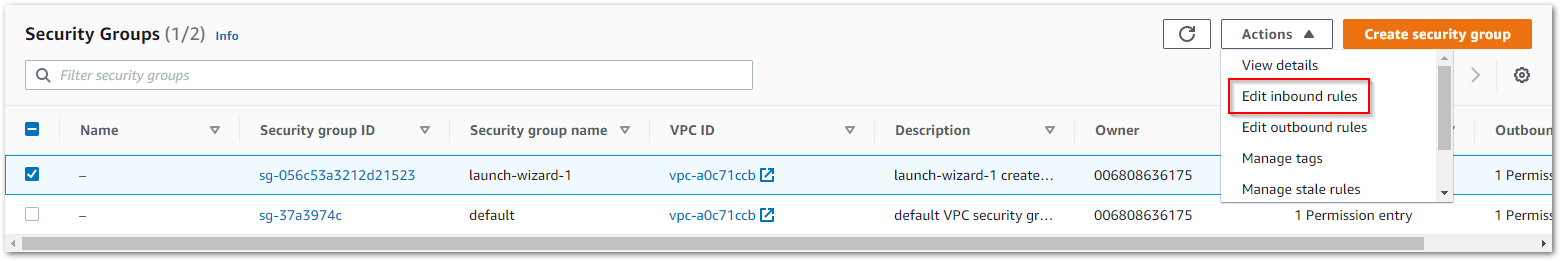 Security Groups (1/2) Info
Actions
Create security group
Filter security groups
View details
Edit inbound rules
Edit outbound rules
Manage tags
Manage stale rules
Name Security group ID Security group name VPC ID Description Owner Outboun
– sg-056c53a3212d21523 launch-wizard-1 vpc-a0c71ccb launch-wizard-1 create… 006808636175 1 Permiss
– sg-37a3974c default vpc-a0c71ccb default VPC security gr… 006808636175 1 Permission entry 1 Permiss